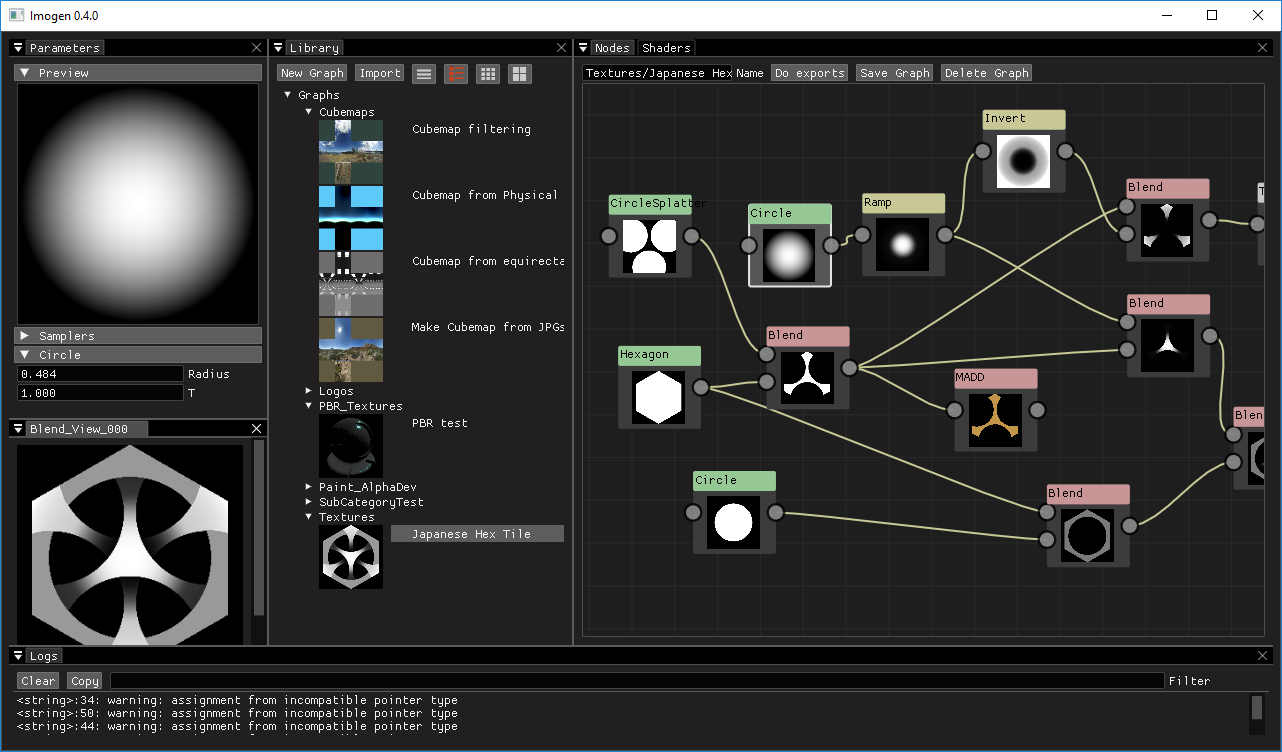 Imogen 0.4.0
Parameters
Preview
Samplers
Circle
0.484 Radius
1.000 T
Blend_View_000
Library
New Graph Import
Graphs
Cubemaps
Cubemap filtering
Cubemap from Physical
Cubemap from equirecta
Make Cubemap from JPGs
Logos
PBR_Textures
PBR test
Paint_AlphaDev
SubCategoryTest
Textures
Japanese Hex Tile
Nodes Shaders
Textures/Japanese Hex Name Do exports Save Graph Delete Graph
Invert
Blend
CircleSplatter
Circle
Ramp
Blend
Blend
Hexagon
MADD
Blen
Circle
Blend
Logs
Clear Copy Filter
<string>:34: warning: assignment from incompatible pointer type
<string>:50: warning: assignment from incompatible pointer type
<string>:44: warning: assignment from incompatible pointer type